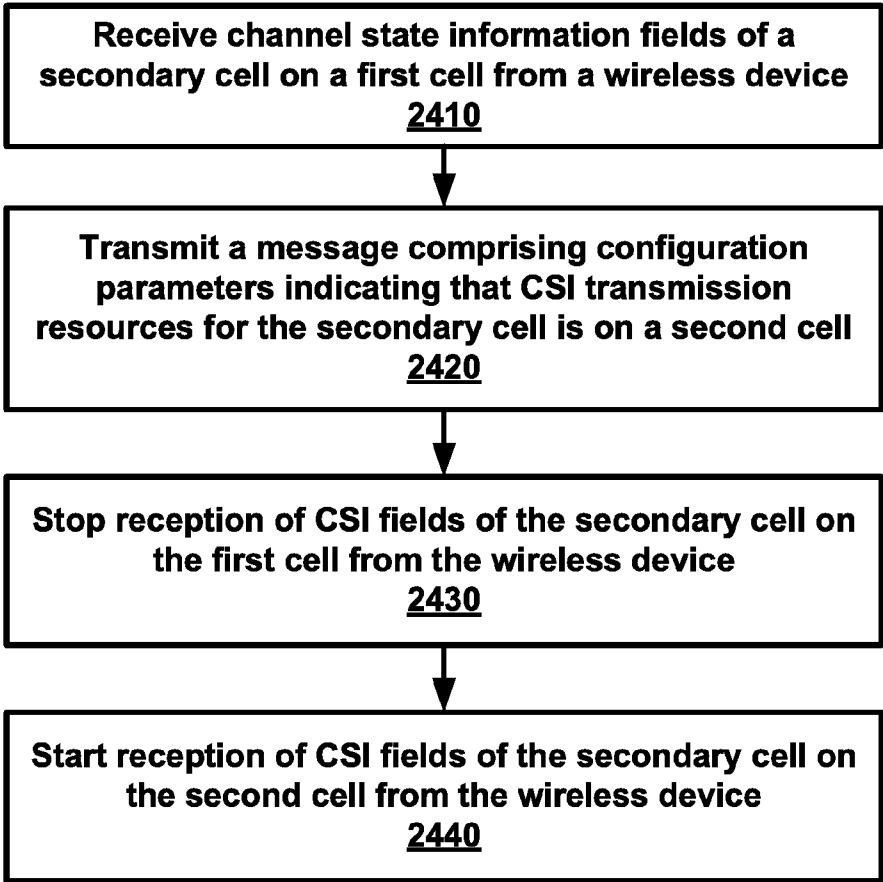 Receive channel state information fields of a
secondary cell on a first cell from a wireless device
2410
Transmit a message comprising configuration
parameters indicating that CSI transmission
resources for the secondary cell is on a second cell
2420
Stop reception of CSI fields of the secondary cell on
the first cell from the wireless device
2430
Start reception of CSI fields of the secondary cell on
the second cell from the wireless device
2440